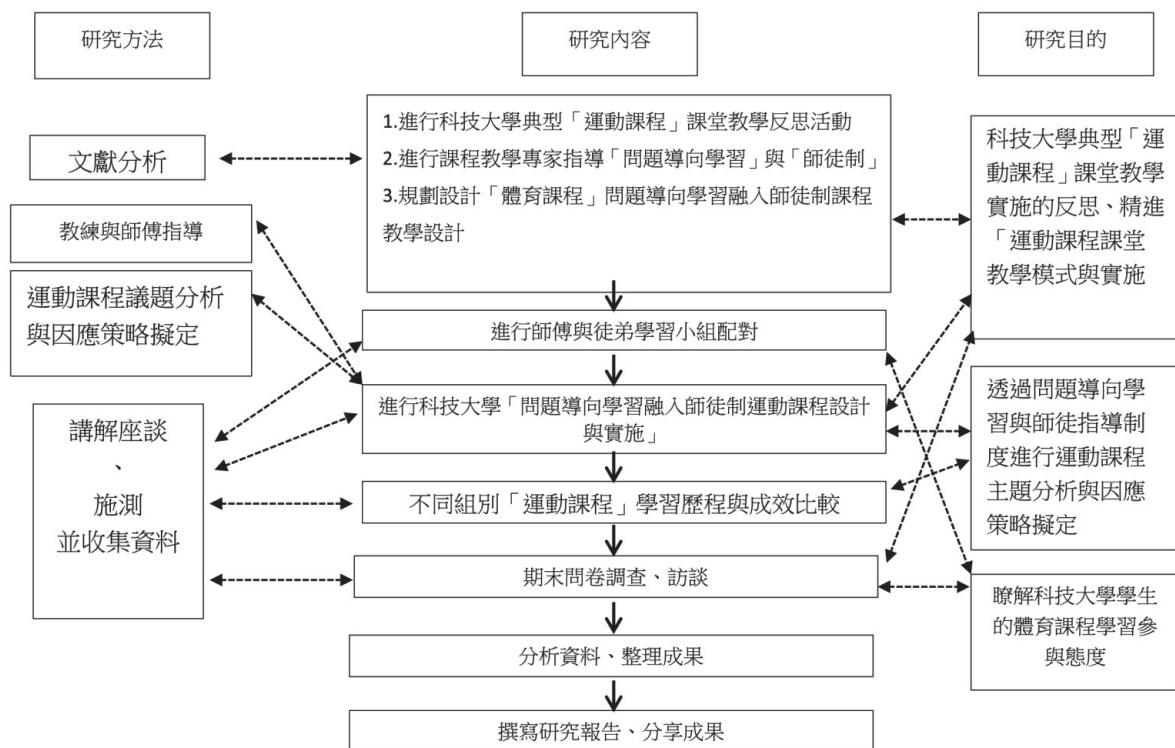 研究方法
研究內容
研究目的
文獻分析
教練與師傅指導
運動課程議題分析
與因應策略擬定
講解座談
、
施測
並收集資料
1.進行科技大學典型「運動課程」課堂教學反思活動
2.進行課程教學專家指導「問題導向學習」與「師徒制」
3.規劃設計「體育課程」問題導向學習融入師徒制課程
教學設計
進行師傅與徒弟學習小組配對
進行科技大學「問題導向學習融入師徒制運動課程設計
與實施」
不同組別「運動課程」學習歷程與成效比較
期末問卷調查、訪談
分析資料、整理成果
撰寫研究報告、分享成果
科技大學典型「運
動課程」課堂教學
實施的反思、精進
「運動課程課堂
教學模式與實施
透過問題導向學
習與師徒指導制
度進行運動課程
主題分析與因應
策略擬定
瞭解科技大學學生
的體育課程學習參
與態度